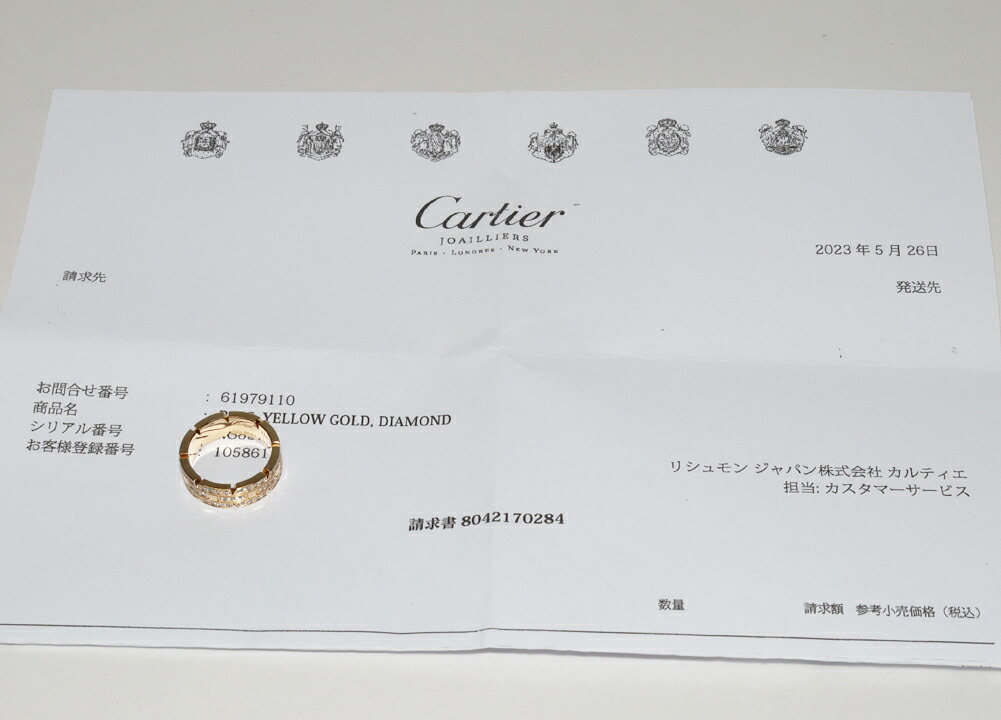 Cartier
JOAILLIERS
PARIS - LONDRES - NEW YORK
2023 年 5 月 26日
請求先
発送先
お問合せ番号 : 61979110
商品名 : YELLOW GOLD, DIAMOND
シリアル番号
お客様登録番号 105861
リシュモン ジャパン株式会社 カルティエ
担当: カスタマーサービス
請求書 8042170284
数量 請求額 参考小売価格（税込）